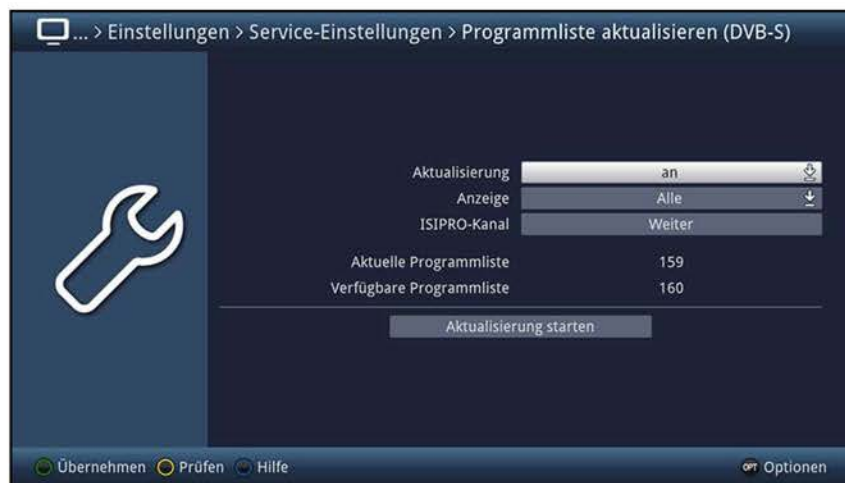 ... > Einstellungen > Service-Einstellungen > Programmliste aktualisieren (DVB-S)
Aktualisierung an
Anzeige Alle
ISIPRO-Kanal Weiter
Aktuelle Programmliste 159
Verfügbare Programmliste 160
Aktualisierung starten
Übernehmen Prüfen Hilfe OPT Optionen